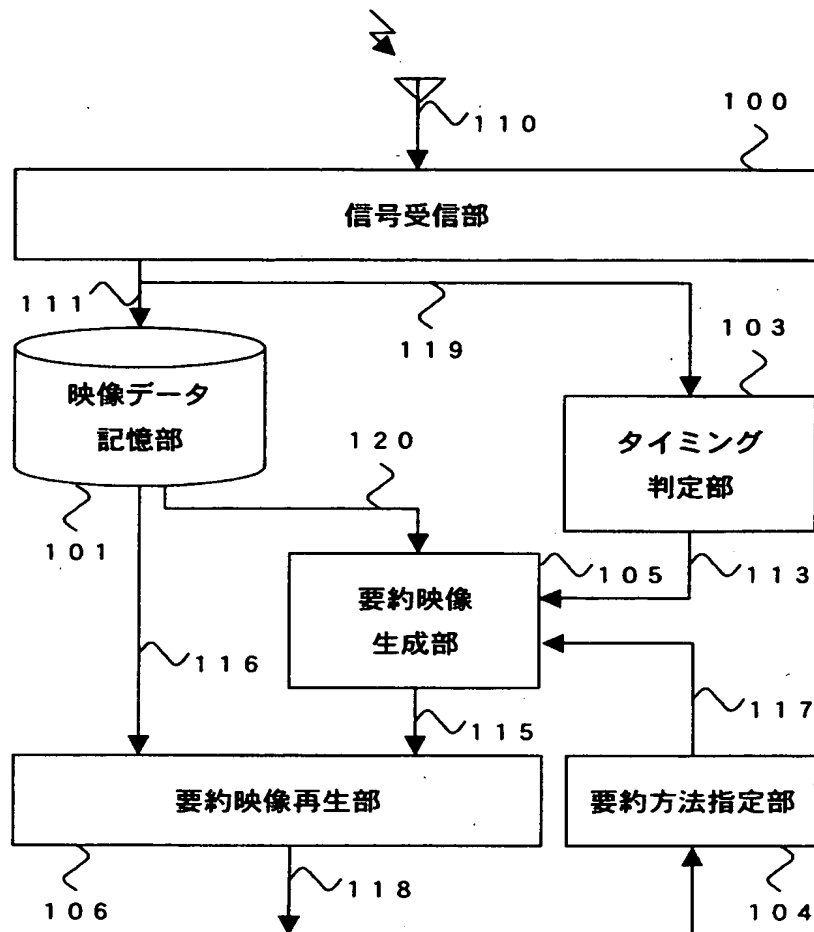 １００
１１０
信号受信部
１１１
１１９
１０３
映像データ
記憶部
１２０
タイミング
判定部
１０１
１０５
１１３
要約映像
生成部
１１６
１１５
１１７
要約映像再生部
要約方法指定部
１０６
１１８
１０４